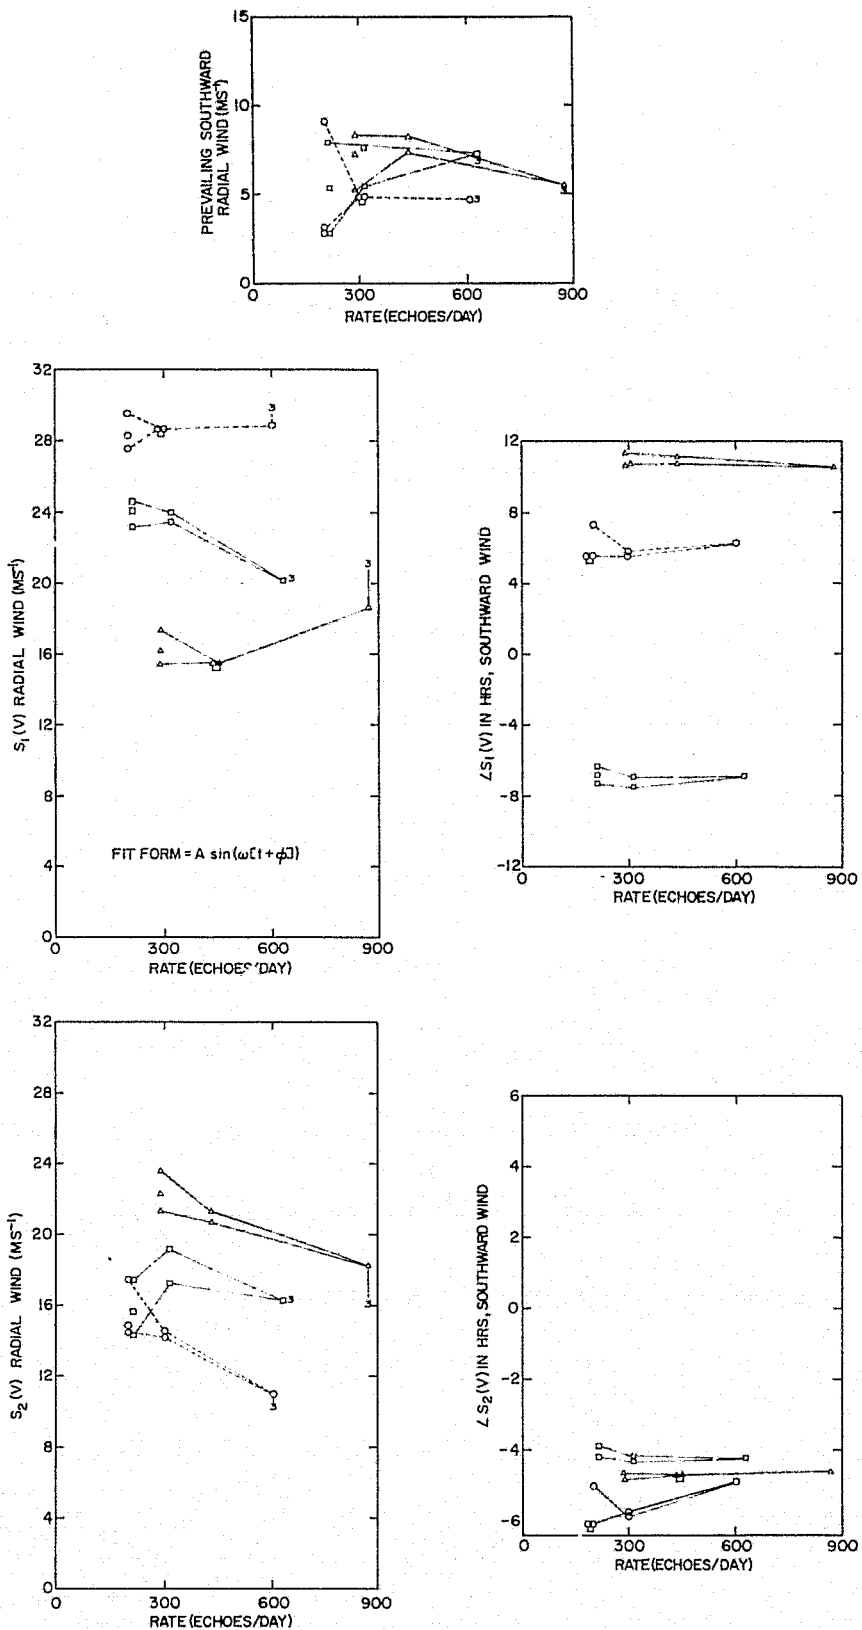 PREVAILING SOUTHWARD
RADIAL WIND (MS⁻¹)
15
10
5
0
3
3
0 300 600 900
RATE (ECHOES/DAY)
S₁(V) RADIAL WIND (MS⁻¹)
32
28
24
20
16
12
8
4
0
3
3
3
FIT FORM = A sin(ω[t+φ])
0 300 600 900
RATE (ECHOES/DAY)
∠S₁(V) IN HRS, SOUTHWARD WIND
12
8
4
0
-4
-8
-12
0 300 600 900
RATE (ECHOES/DAY)
S₂(V) RADIAL WIND (MS⁻¹)
32
28
24
20
16
12
8
4
0
3
3
3
0 300 600 900
RATE (ECHOES/DAY)
∠S₂(V) IN HRS, SOUTHWARD WIND
6
4
2
0
-2
-4
-6
0 300 600 900
RATE (ECHOES/DAY)